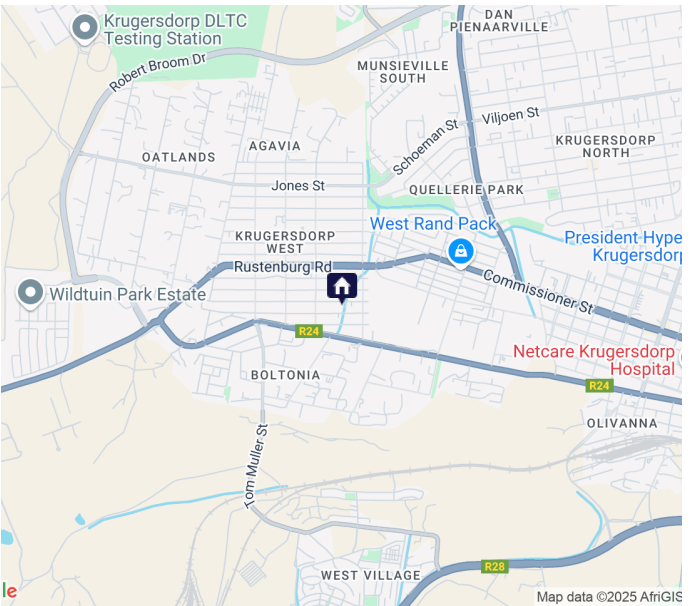 Krugersdorp DLTC
Testing Station
DAN
PIENAARVILLE
Robert Broom Dr
MUNSIEVILLE
SOUTH
Viljoen St
Schoeman St
KRUGERSDORP
NORTH
AGAVIA
OATLANDS
Jones St
QUELLERIE PARK
West Rand Pack
KRUGERSDORP
WEST
President Hype
Krugersdorp
Rustenburg Rd
Commissioner St
Wildtuin Park Estate
R24
Netcare Krugersdorp
Hospital
BOLTONIA
R24
OLIVANNA
Tom Muller St
R28
WEST VILLAGE
le
Map data ©2025 AfriGIS